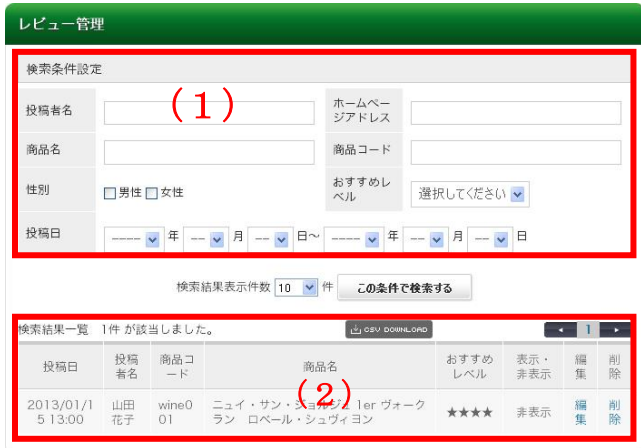 レビュー管理
検索条件設定
(1)
投稿者名
ホームペー
ジアドレス
商品名
商品コード
性別
男性 女性
おすすめレ
ベル
選択してください
投稿日
---- 年 -- 月 -- 日～ ---- 年 -- 月 -- 日
検索結果表示件数 10 件 この条件で検索する
検索結果一覧 1件 が該当しました。 CSV DOWNLOAD 1
投稿日
投稿
者名
商品コ
ード
商品名
おすすめ
レベル
表示・
非表示
編
集
削
除
(2)
2013/01/1
5 13:00
山田
花子
wine0
01
ニュイ・サン・ジョルジュ 1er ヴォーク
ラン ロベール・シュヴィヨン
★★★★
非表示
編
集
削
除